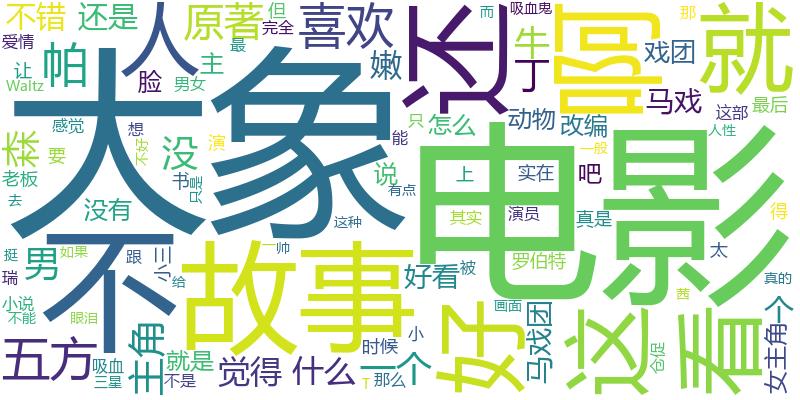 不错
还是
人
原著
但
最
完全
喜欢
还
而
吸血鬼
啊
那
就
爱情
让
Waltz
帕
脸
男女
主
嫩
牛
丁
戏团
马戏
这部
最后
大象
森
感觉
要
想
不好
没
演
书
只是
能
只
怎么
说
动物
改编
一般
人性
老板
去
没有
有点
上
实在
吧
电影
不
故事
这种
其实
演员
真是
得
挺
如果
男
跟
小三
给
一
帅
好看
被
罗伯特
太
瑞
小说
不能
眼泪
主角
画面
好
马戏团
这
茜
看
真的
个
五方
吸血
三星
就是
不是
觉得
什么
时候
小
一个
了
那么
仓促
女主角